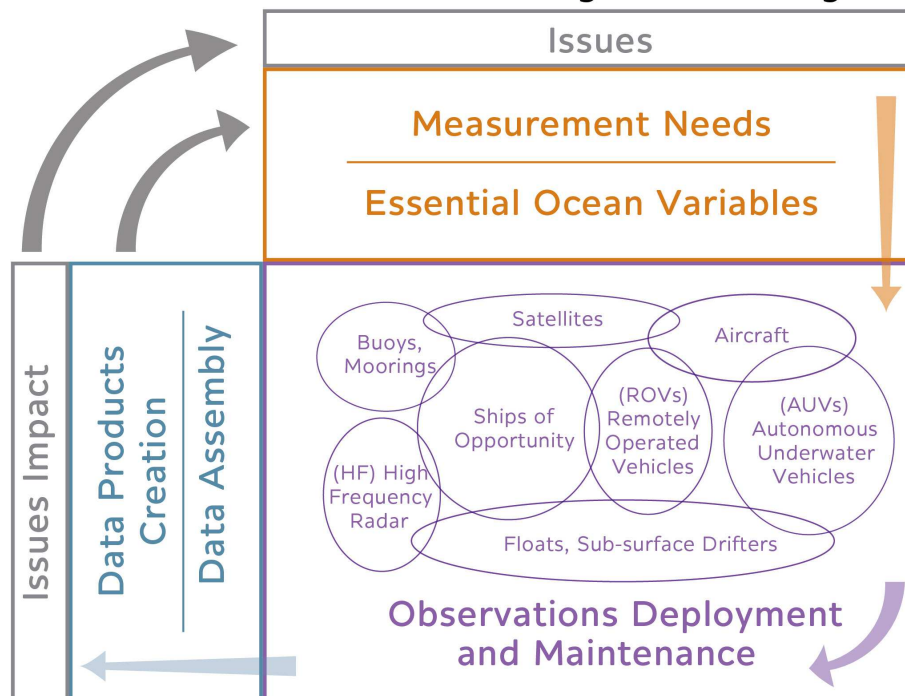 Issues
Measurement Needs
Essential Ocean Variables
Satellites
Aircraft
Buoys,
Moorings
Ships of
Opportunity
(ROVs)
Remotely
Operated
Vehicles
(AUVs)
Autonomous
Underwater
Vehicles
(HF) High
Frequency
Radar
Floats, Sub-surface Drifters
Observations Deployment
and Maintenance
Issues Impact
Data Products
Creation
Data Assembly